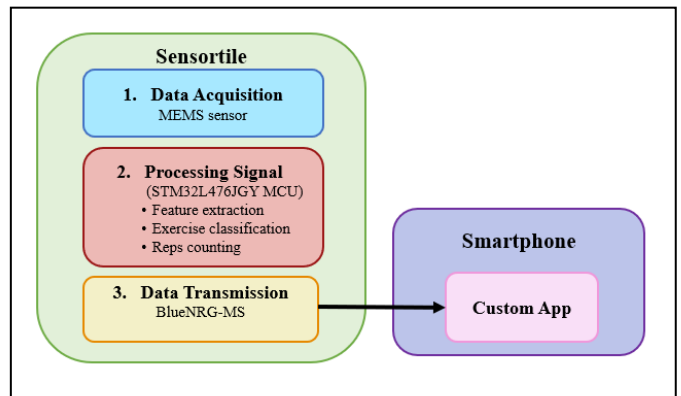 Sensortile
1. Data Acquisition
MEMS sensor
2. Processing Signal
(STM32L476JGY MCU)
• Feature extraction
• Exercise classification
• Reps counting
3. Data Transmission
BlueNRG-MS
Smartphone
Custom App